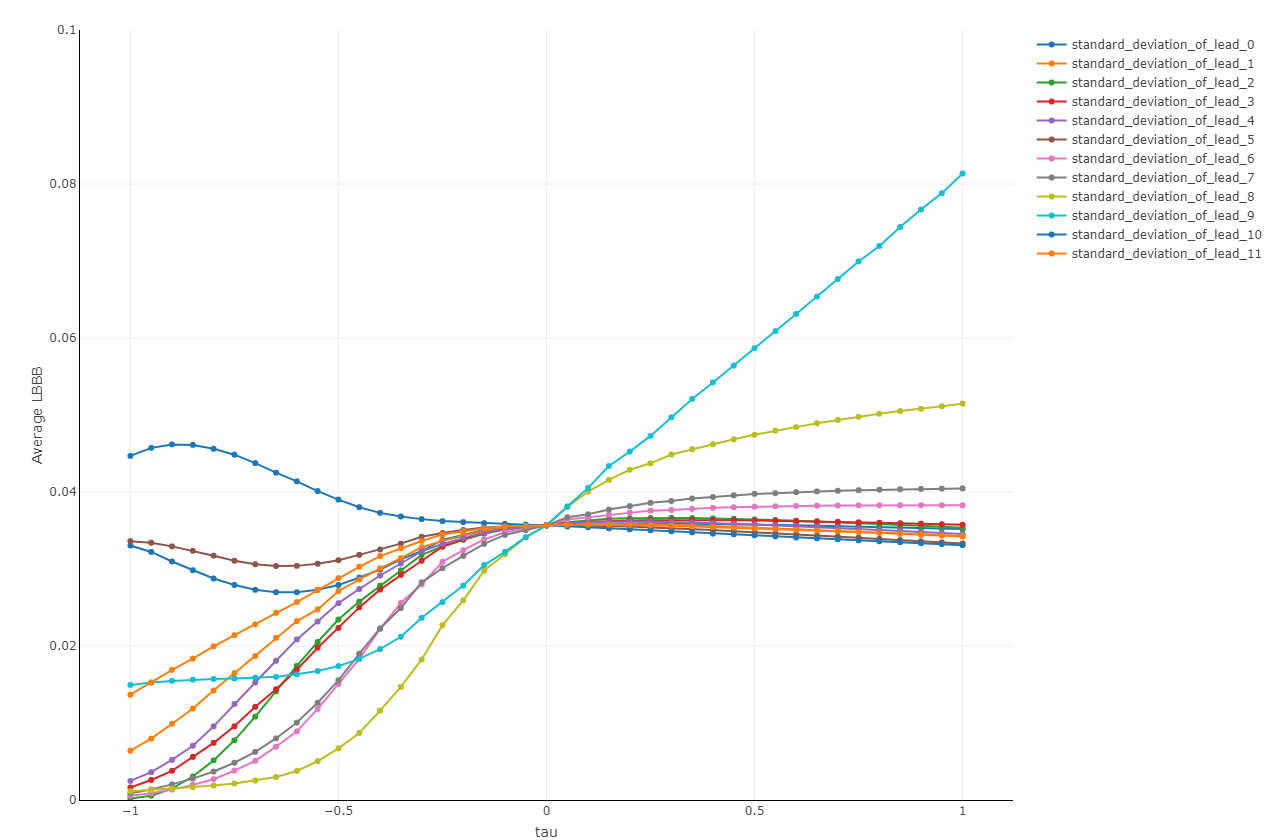 0.1
0.08
0.06
0.04
0.02
0
Average LBBB
−1
−0.5
0
0.5
1
tau
standard_deviation_of_lead_0
standard_deviation_of_lead_1
standard_deviation_of_lead_2
standard_deviation_of_lead_3
standard_deviation_of_lead_4
standard_deviation_of_lead_5
standard_deviation_of_lead_6
standard_deviation_of_lead_7
standard_deviation_of_lead_8
standard_deviation_of_lead_9
standard_deviation_of_lead_10
standard_deviation_of_lead_11